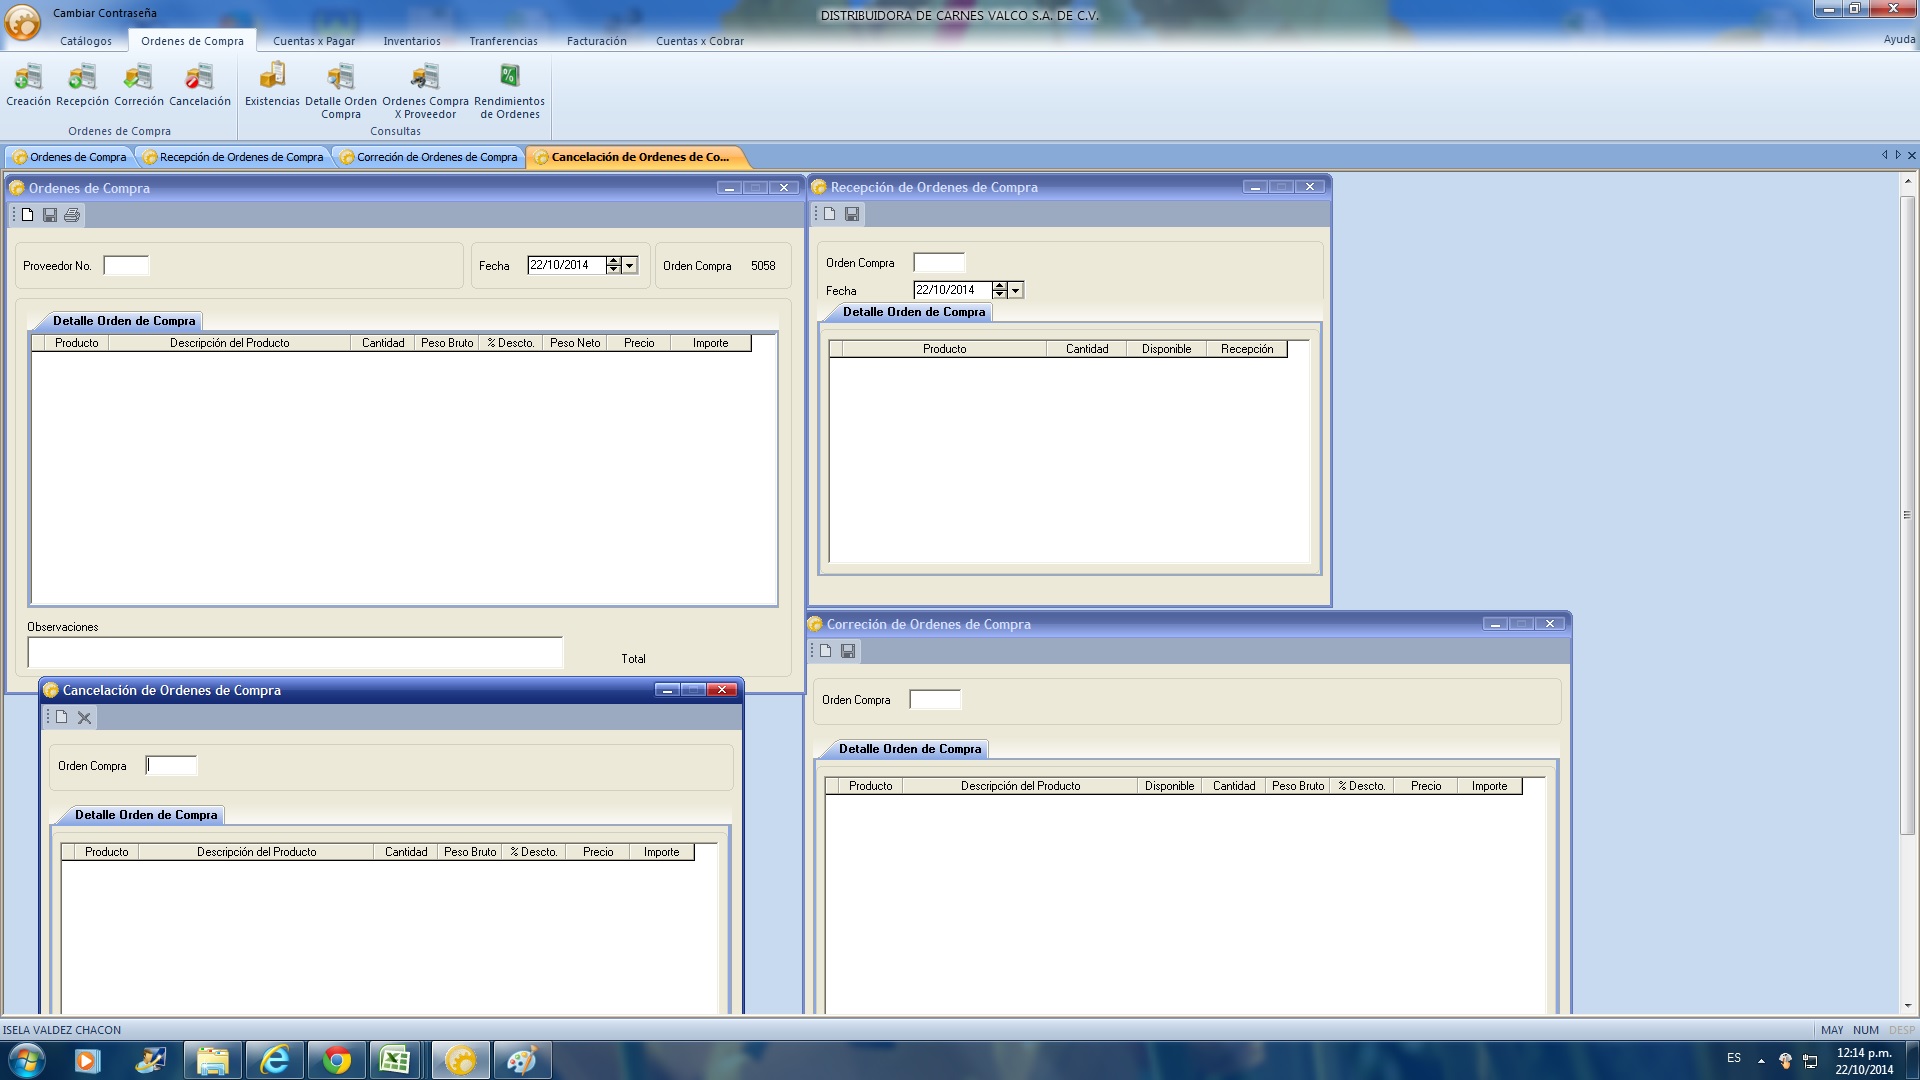 Cambiar Contraseña
DISTRIBUIDORA DE CARNES VALCO S.A. DE C.V.
Catálogos Ordenes de Compra Cuentas x Pagar Inventarios Tranferencias Facturación Cuentas x Cobrar Ayuda
Creación Recepción Correción Cancelación Existencias Detalle Orden Compra Ordenes Compra X Proveedor Rendimientos de Ordenes
Ordenes de Compra Consultas
Ordenes de Compra Recepción de Ordenes de Compra Correción de Ordenes de Compra Cancelación de Ordenes de Co...
Ordenes de Compra
Proveedor No. Fecha 22/10/2014 Orden Compra 5058
Detalle Orden de Compra
Producto Descripción del Producto Cantidad Peso Bruto % Descto. Peso Neto Precio Importe
Observaciones
Total
Recepción de Ordenes de Compra
Orden Compra
Fecha 22/10/2014
Detalle Orden de Compra
Producto Cantidad Disponible Recepción
Cancelación de Ordenes de Compra
Orden Compra
Detalle Orden de Compra
Producto Descripción del Producto Cantidad Peso Bruto % Descto. Precio Importe
Correción de Ordenes de Compra
Orden Compra
Detalle Orden de Compra
Producto Descripción del Producto Disponible Cantidad Peso Bruto % Descto. Precio Importe
ISELA VALDEZ CHACON MAY NUM DESP
ES 12:14 p.m.
22/10/2014